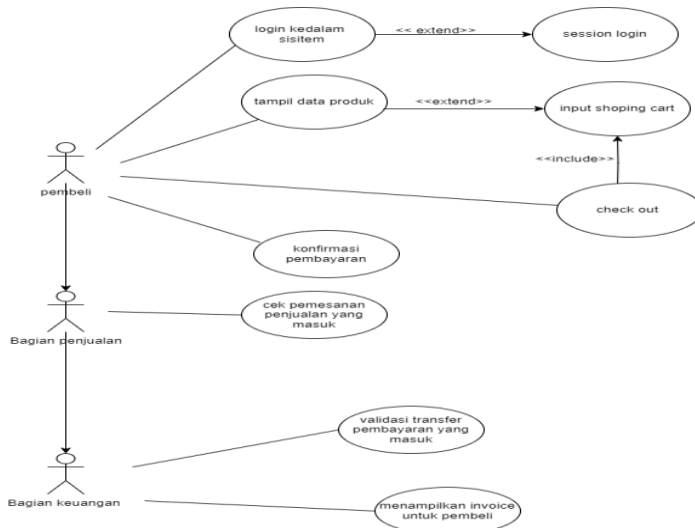 login kedalam
sisitem
<< extend>>
session login
tampil data produk
<<extend>>
input shoping cart
<<include>>
pembeli
check out
konfirmasi
pembayaran
cek pemesanan
penjualan yang
masuk
Bagian penjualan
validasi transfer
pembayaran yang
masuk
Bagian keuangan
menampilkan invoice
untuk pembeli